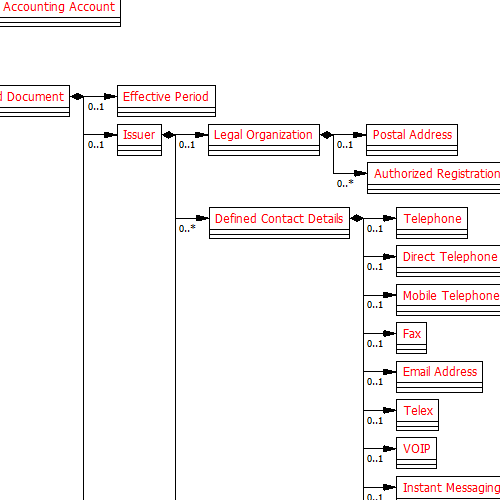 Accounting Account
d Document
Effective Period
0..1
Issuer
Legal Organization
Postal Address
0..1
0..1
0..1
Authorized Registration
0..*
Defined Contact Details
Telephone
0..*
0..1
Direct Telephone
0..1
Mobile Telephone
0..1
Fax
0..1
Email Address
0..1
Telex
0..1
VOIP
0..1
Instant Messaging
0..1